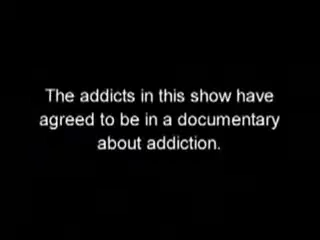 The addicts in this show have
agreed to be in a documentary
about addiction.